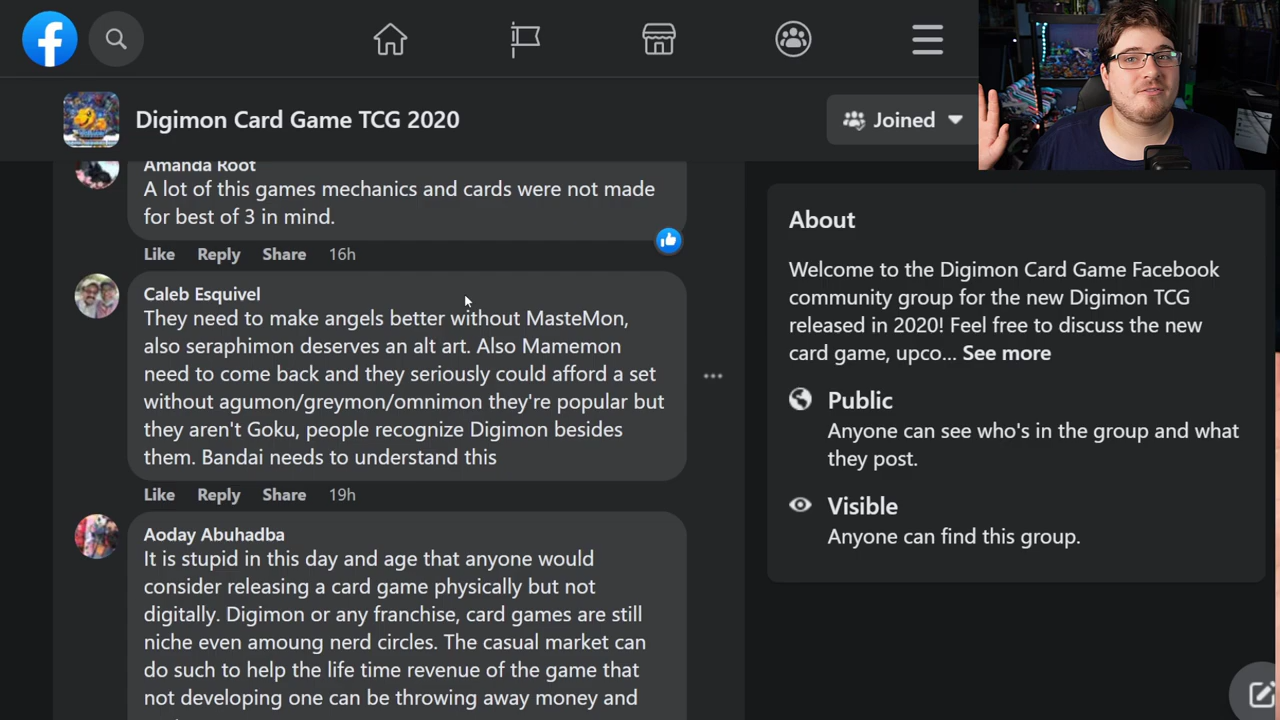 Digimon Card Game TCG 2020
Joined
Amanda Root
A lot of this games mechanics and cards were not made
for best of 3 in mind.
Like Reply Share 16h
Caleb Esquivel
They need to make angels better without MasteMon,
also seraphimon deserves an alt art. Also Mamemon
need to come back and they seriously could afford a set
without agumon/greymon/omnimon they're popular but
they aren't Goku, people recognize Digimon besides
them. Bandai needs to understand this
Like Reply Share 19h
Aoday Abuhadba
It is stupid in this day and age that anyone would
consider releasing a card game physically but not
digitally. Digimon or any franchise, card games are still
niche even amoung nerd circles. The casual market can
do such to help the life time revenue of the game that
not developing one can be throwing away money and
About
Welcome to the Digimon Card Game Facebook
community group for the new Digimon TCG
released in 2020! Feel free to discuss the new
card game, upco... See more
Public
Anyone can see who's in the group and what
they post.
Visible
Anyone can find this group.